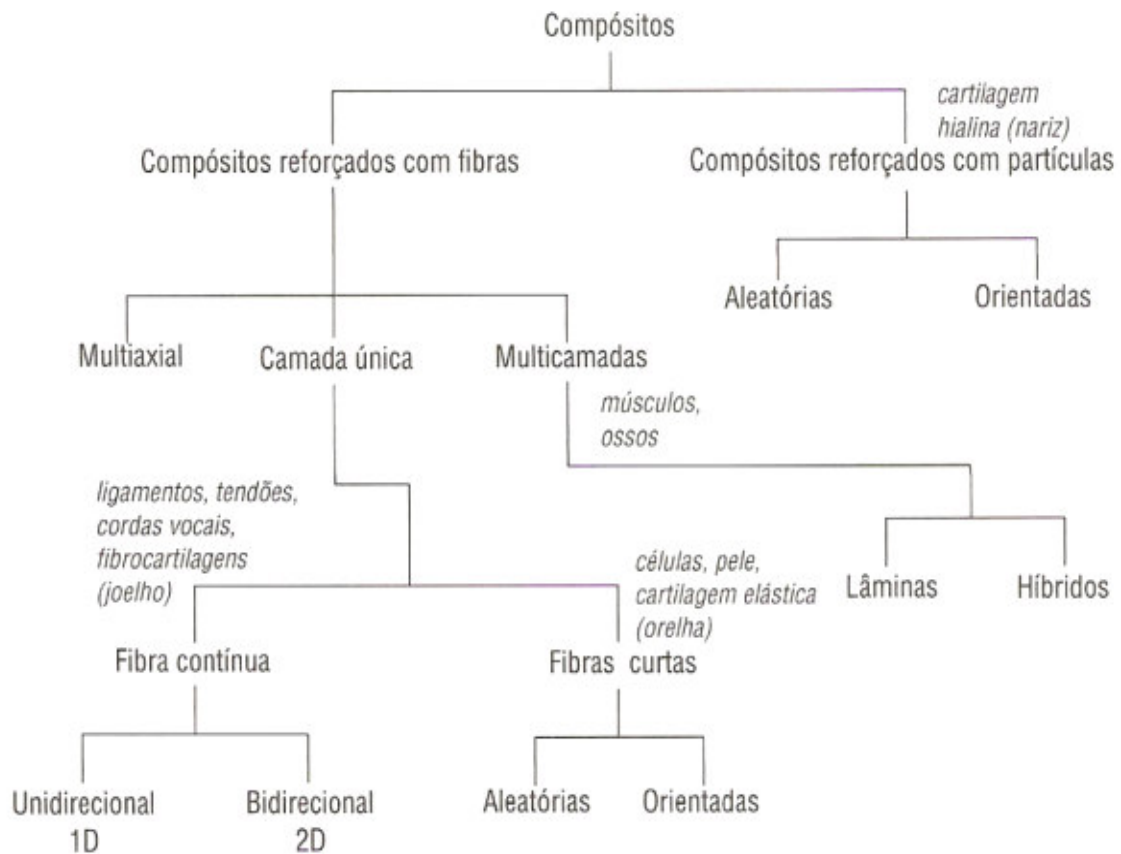 Compósitos
cartilagem
hialina (nariz)
Compósitos reforçados com fibras
Compósitos reforçados com partículas
Aleatórias
Orientadas
Multiaxial
Camada única
Multicamadas
músculos,
ossos
ligamentos, tendões,
cordas vocais,
fibrocartilagens
(joelho)
células, pele,
cartilagem elástica
(orelha)
Lâminas
Híbridos
Fibra contínua
Fibras curtas
Unidirecional
1D
Bidirecional
2D
Aleatórias
Orientadas